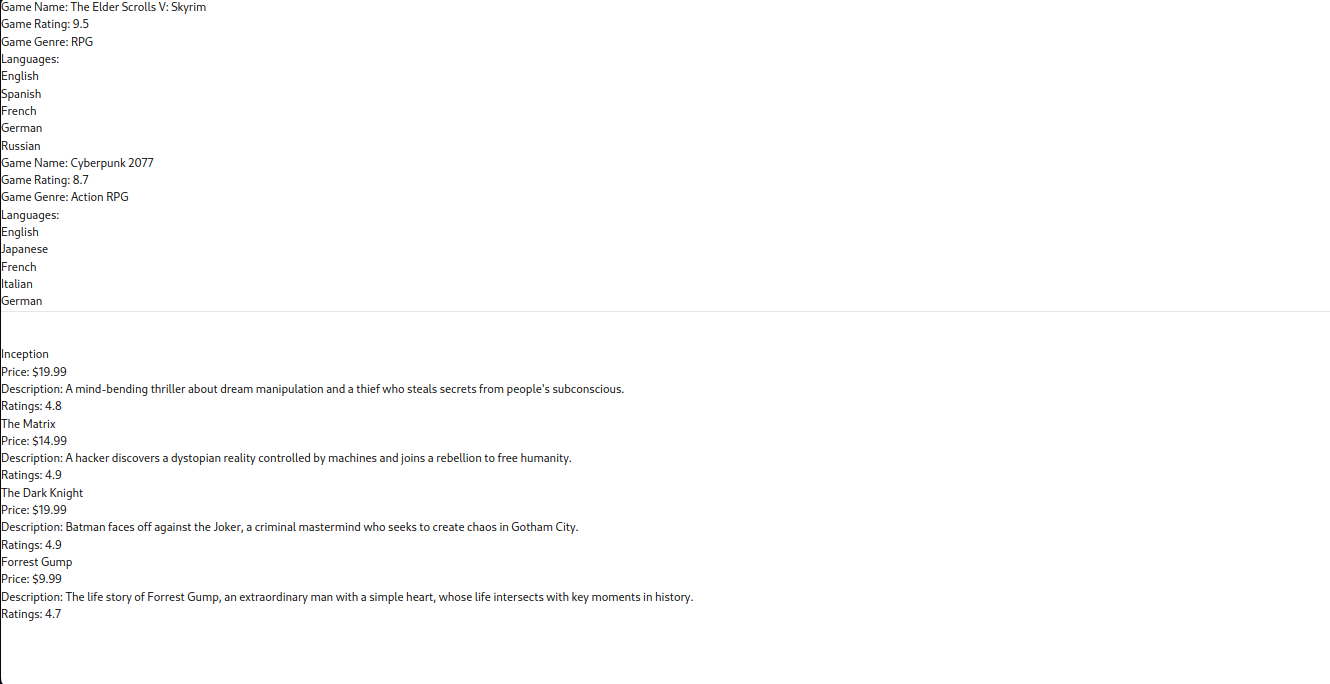 Game Name: The Elder Scrolls V: Skyrim
Game Rating: 9.5
Game Genre: RPG
Languages:
English
Spanish
French
German
Russian
Game Name: Cyberpunk 2077
Game Rating: 8.7
Game Genre: Action RPG
Languages:
English
Japanese
French
Italian
German
Inception
Price: $19.99
Description: A mind-bending thriller about dream manipulation and a thief who steals secrets from people's subconscious.
Ratings: 4.8
The Matrix
Price: $14.99
Description: A hacker discovers a dystopian reality controlled by machines and joins a rebellion to free humanity.
Ratings: 4.9
The Dark Knight
Price: $19.99
Description: Batman faces off against the Joker, a criminal mastermind who seeks to create chaos in Gotham City.
Ratings: 4.9
Forrest Gump
Price: $9.99
Description: The life story of Forrest Gump, an extraordinary man with a simple heart, whose life intersects with key moments in history.
Ratings: 4.7